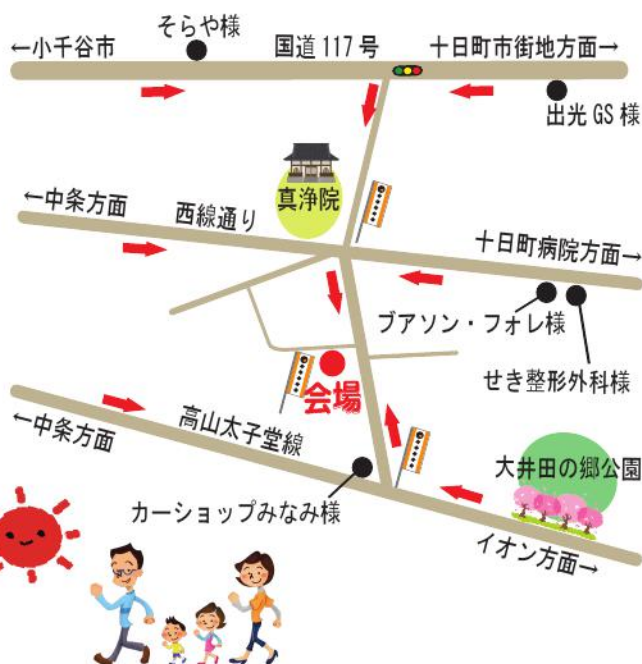 そらや様
←小千谷市
国道117号
十日町市街地方面→
出光GS様
真浄院
←中条方面
西線通り
十日町病院方面→
ブアソン・フォレ様
せき整形外科様
会場
←中条方面
高山太子堂線
大井田の郷公園
カーショップみなみ様
イオン方面→